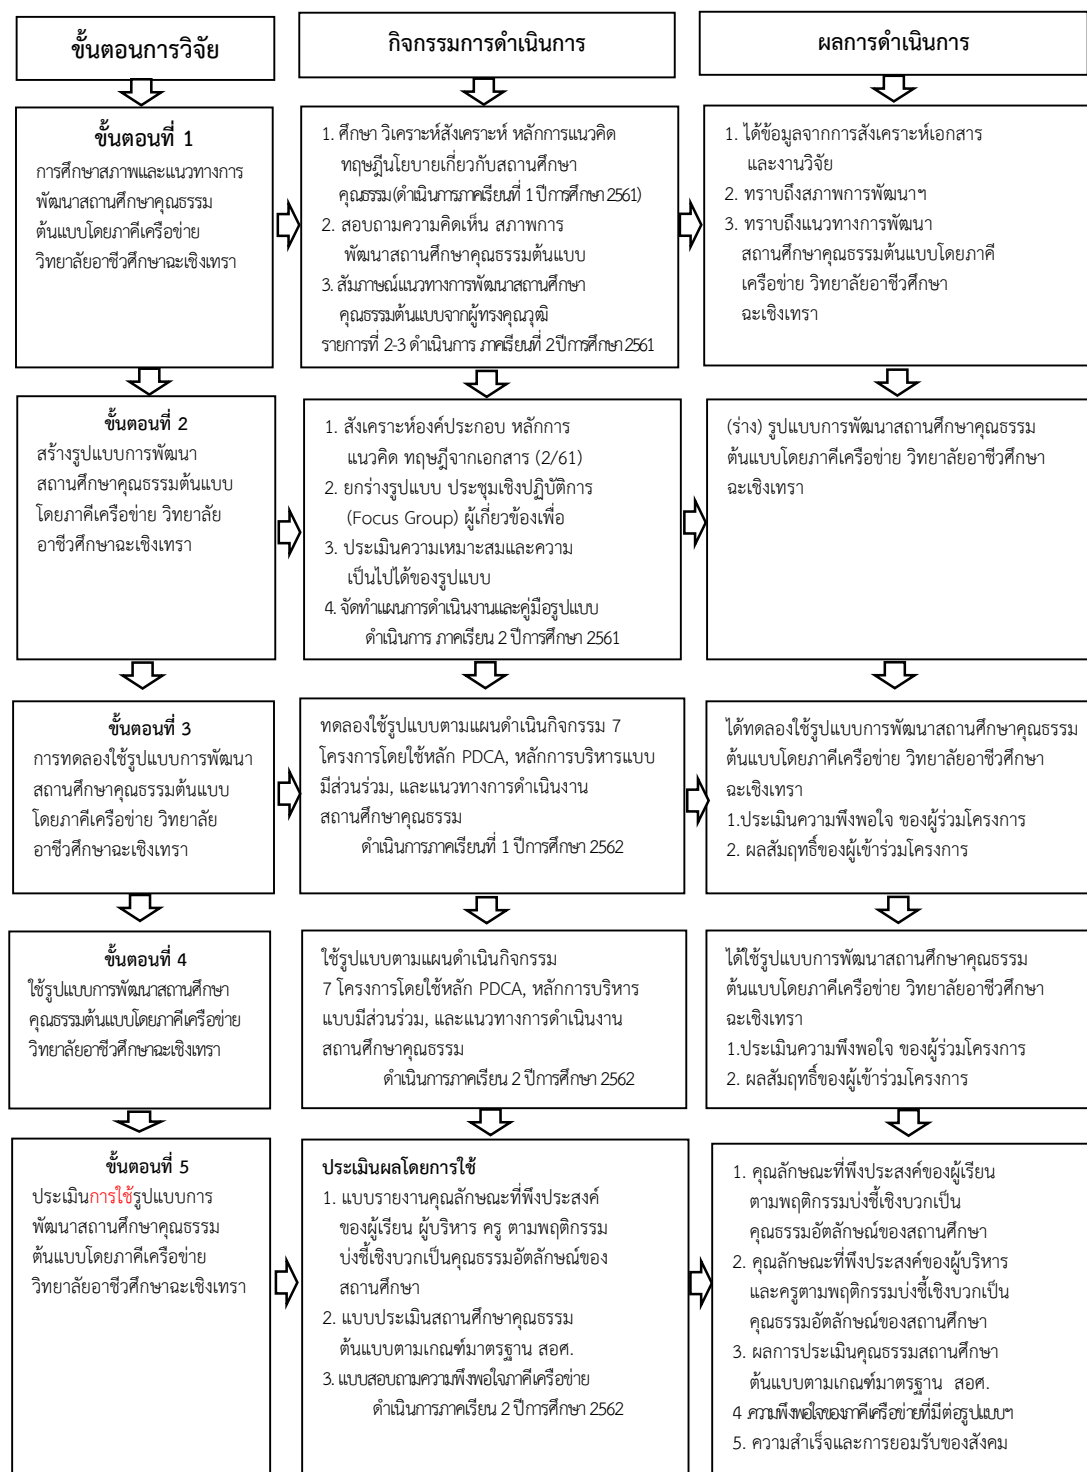 ขั้นตอนการวิจัย
กิจกรรมการดำเนินการ
ผลการดำเนินการ
ขั้นตอนที่ 1
การศึกษาสภาพและแนวทางการ
พัฒนาสถานศึกษาคุณธรรม
ต้นแบบโดยภาคีเครือข่าย
วิทยาลัยอาชีวศึกษาฉะเชิงเทรา
1. ศึกษา วิเคราะห์สังเคราะห์ หลักการแนวคิด
ทฤษฎีนโยบายเกี่ยวกับสถานศึกษา
คุณธรรม(ดำเนินการภาคเรียนที่ 1 ปีการศึกษา 2561)
2. สอบถามความคิดเห็น สภาพการ
พัฒนาสถานศึกษาคุณธรรมต้นแบบ
3. สัมภาษณ์แนวทางการพัฒนาสถานศึกษา
คุณธรรมต้นแบบจากผู้ทรงคุณวุฒิ
รายการที่ 2-3 ดำเนินการ ภาคเรียนที่ 2 ปีการศึกษา 2561
1. ได้ข้อมูลจากการสังเคราะห์เอกสาร
และงานวิจัย
2. ทราบถึงสภาพการพัฒนาฯ
3. ทราบถึงแนวทางการพัฒนา
สถานศึกษาคุณธรรมต้นแบบโดยภาคี
เครือข่าย วิทยาลัยอาชีวศึกษา
ฉะเชิงเทรา
ขั้นตอนที่ 2
สร้างรูปแบบการพัฒนา
สถานศึกษาคุณธรรมต้นแบบ
โดยภาคีเครือข่าย วิทยาลัย
อาชีวศึกษาฉะเชิงเทรา
1. สังเคราะห์องค์ประกอบ หลักการ
แนวคิด ทฤษฎีจากเอกสาร (2/61)
2. ยกร่างรูปแบบ ประชุมเชิงปฏิบัติการ
(Focus Group) ผู้เกี่ยวข้องเพื่อ
3. ประเมินความเหมาะสมและความ
เป็นไปได้ของรูปแบบ
4. จัดทำแผนการดำเนินงานและคู่มือรูปแบบ
ดำเนินการ ภาคเรียน 2 ปีการศึกษา 2561
(ร่าง) รูปแบบการพัฒนาสถานศึกษาคุณธรรม
ต้นแบบโดยภาคีเครือข่าย วิทยาลัยอาชีวศึกษา
ฉะเชิงเทรา
ขั้นตอนที่ 3
การทดลองใช้รูปแบบการพัฒนา
สถานศึกษาคุณธรรมต้นแบบ
โดยภาคีเครือข่าย วิทยาลัย
อาชีวศึกษาฉะเชิงเทรา
ทดลองใช้รูปแบบตามแผนดำเนินกิจกรรม 7
โครงการโดยใช้หลัก PDCA, หลักการบริหารแบบ
มีส่วนร่วม, และแนวทางการดำเนินงาน
สถานศึกษาคุณธรรม
ดำเนินการภาคเรียนที่ 1 ปีการศึกษา 2562
ได้ทดลองใช้รูปแบบการพัฒนาสถานศึกษาคุณธรรม
ต้นแบบโดยภาคีเครือข่าย วิทยาลัยอาชีวศึกษา
ฉะเชิงเทรา
1.ประเมินความพึงพอใจ ของผู้ร่วมโครงการ
2. ผลสัมฤทธิ์ของผู้เข้าร่วมโครงการ
ขั้นตอนที่ 4
ใช้รูปแบบการพัฒนาสถานศึกษา
คุณธรรมต้นแบบโดยภาคีเครือข่าย
วิทยาลัยอาชีวศึกษาฉะเชิงเทรา
ใช้รูปแบบตามแผนดำเนินกิจกรรม
7 โครงการโดยใช้หลัก PDCA, หลักการบริหาร
แบบมีส่วนร่วม, และแนวทางการดำเนินงาน
สถานศึกษาคุณธรรม
ดำเนินการภาคเรียน 2 ปีการศึกษา 2562
ได้ใช้รูปแบบการพัฒนาสถานศึกษาคุณธรรม
ต้นแบบโดยภาคีเครือข่าย วิทยาลัยอาชีวศึกษา
ฉะเชิงเทรา
1.ประเมินความพึงพอใจ ของผู้ร่วมโครงการ
2. ผลสัมฤทธิ์ของผู้เข้าร่วมโครงการ
ขั้นตอนที่ 5
ประเมินการใช้รูปแบบการ
พัฒนาสถานศึกษาคุณธรรม
ต้นแบบโดยภาคีเครือข่าย
วิทยาลัยอาชีวศึกษาฉะเชิงเทรา
ประเมินผลโดยการใช้
1. แบบรายงานคุณลักษณะที่พึงประสงค์
ของผู้เรียน ผู้บริหาร ครู ตามพฤติกรรม
บ่งชี้เชิงบวกเป็นคุณธรรมอัตลักษณ์ของ
สถานศึกษา
2. แบบประเมินสถานศึกษาคุณธรรม
ต้นแบบตามเกณฑ์มาตรฐาน สอศ.
3. แบบสอบถามความพึงพอใจภาคีเครือข่าย
ดำเนินการภาคเรียน 2 ปีการศึกษา 2562
1. คุณลักษณะที่พึงประสงค์ของผู้เรียน
ตามพฤติกรรมบ่งชี้เชิงบวกเป็น
คุณธรรมอัตลักษณ์ของสถานศึกษา
2. คุณลักษณะที่พึงประสงค์ของผู้บริหาร
และครูตามพฤติกรรมบ่งชี้เชิงบวกเป็น
คุณธรรมอัตลักษณ์ของสถานศึกษา
3. ผลการประเมินคุณธรรมสถานศึกษา
ต้นแบบตามเกณฑ์มาตรฐาน สอศ.
4 .ความพึงพอใจของภาคีเครือข่ายที่มีต่อรูปแบบฯ
5. ความสำเร็จและการยอมรับของสังคม